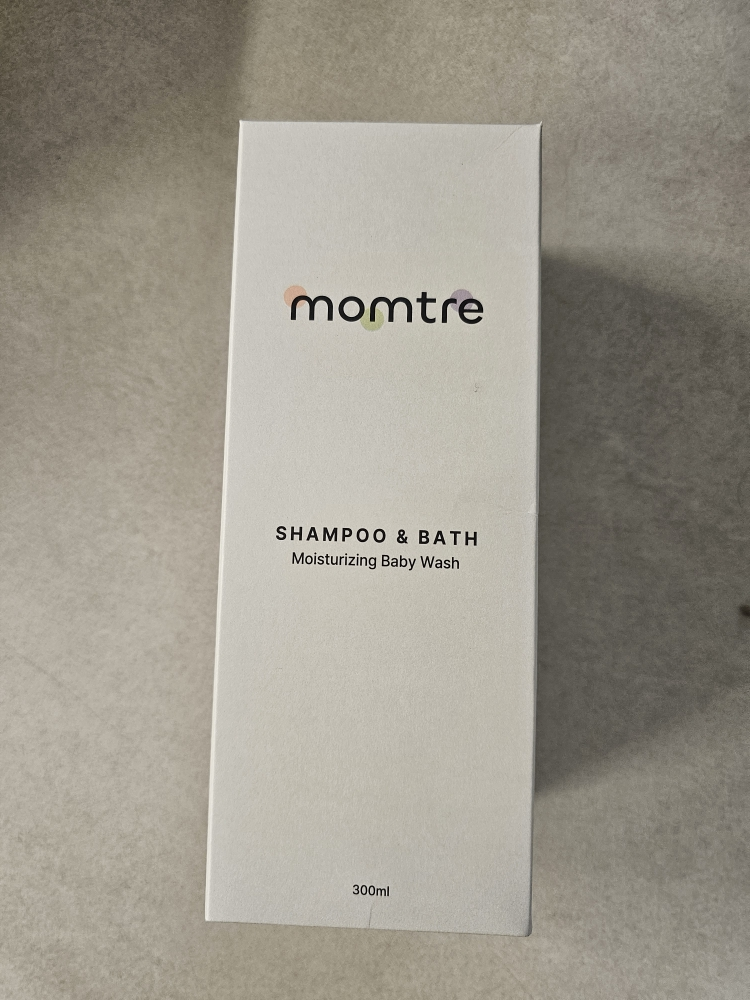 momtre
SHAMPOO & BATH
Moisturizing Baby Wash
300ml